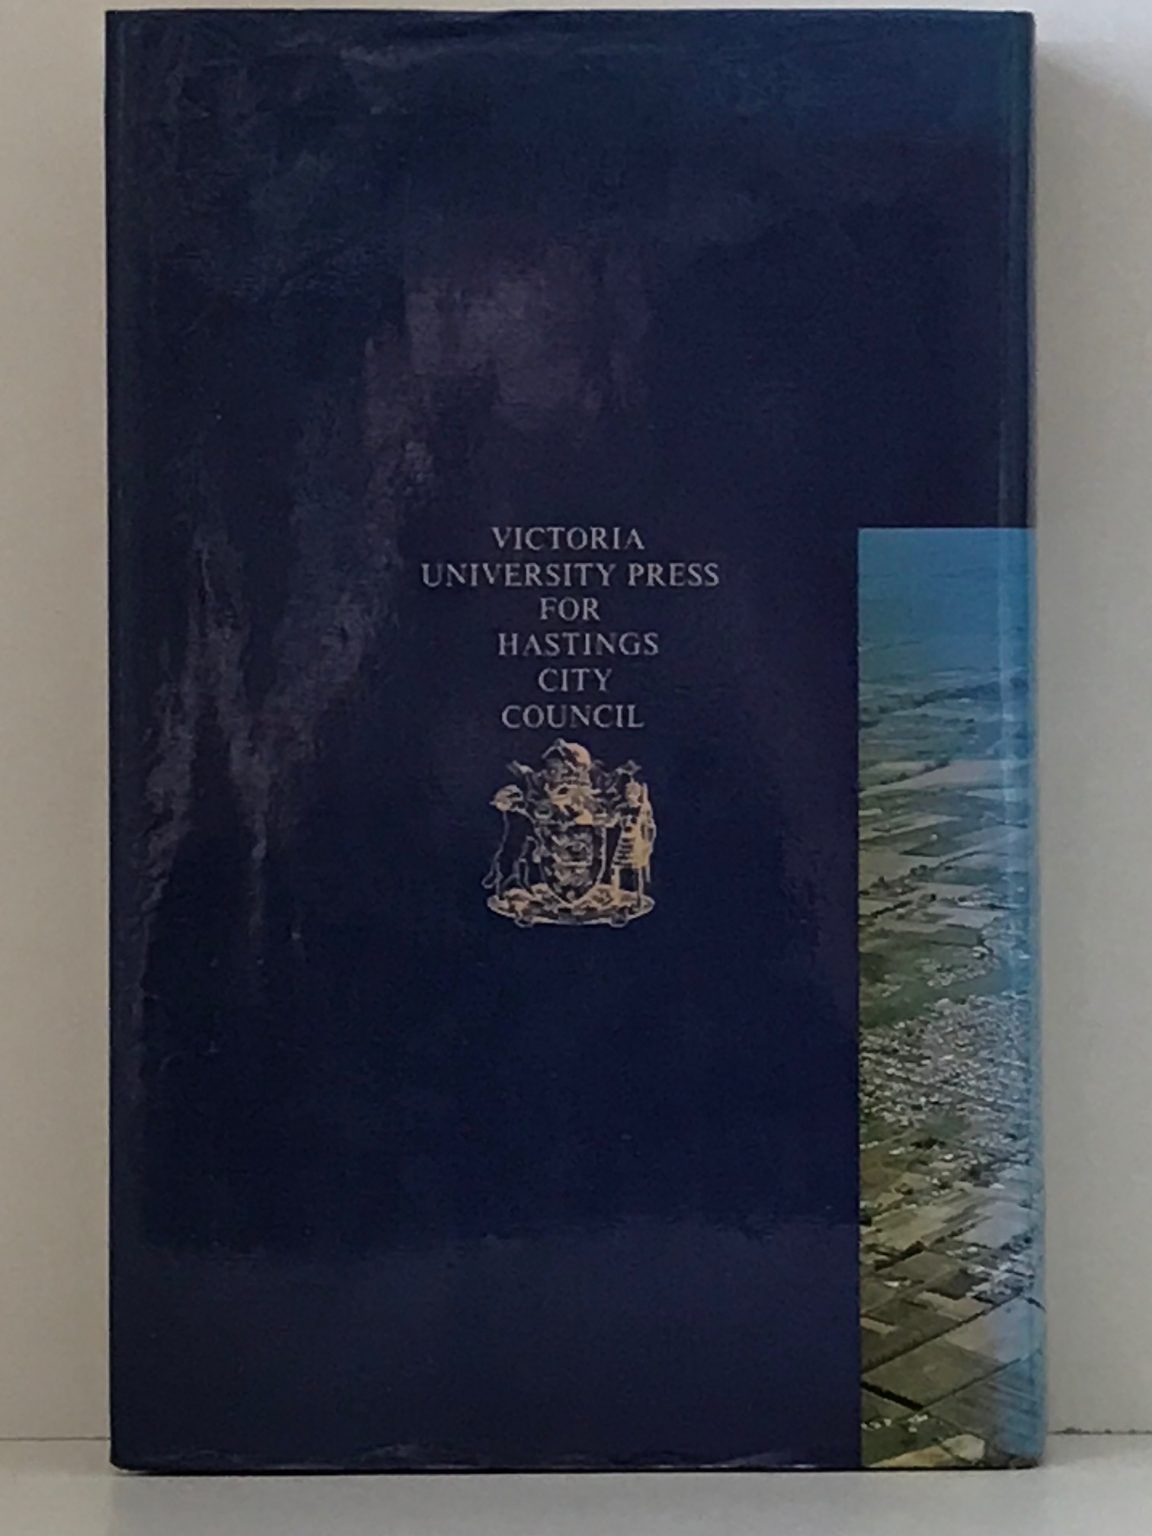 VICTORIA
UNIVERSITY PRESS
FOR
HASTINGS
CITY
COUNCIL